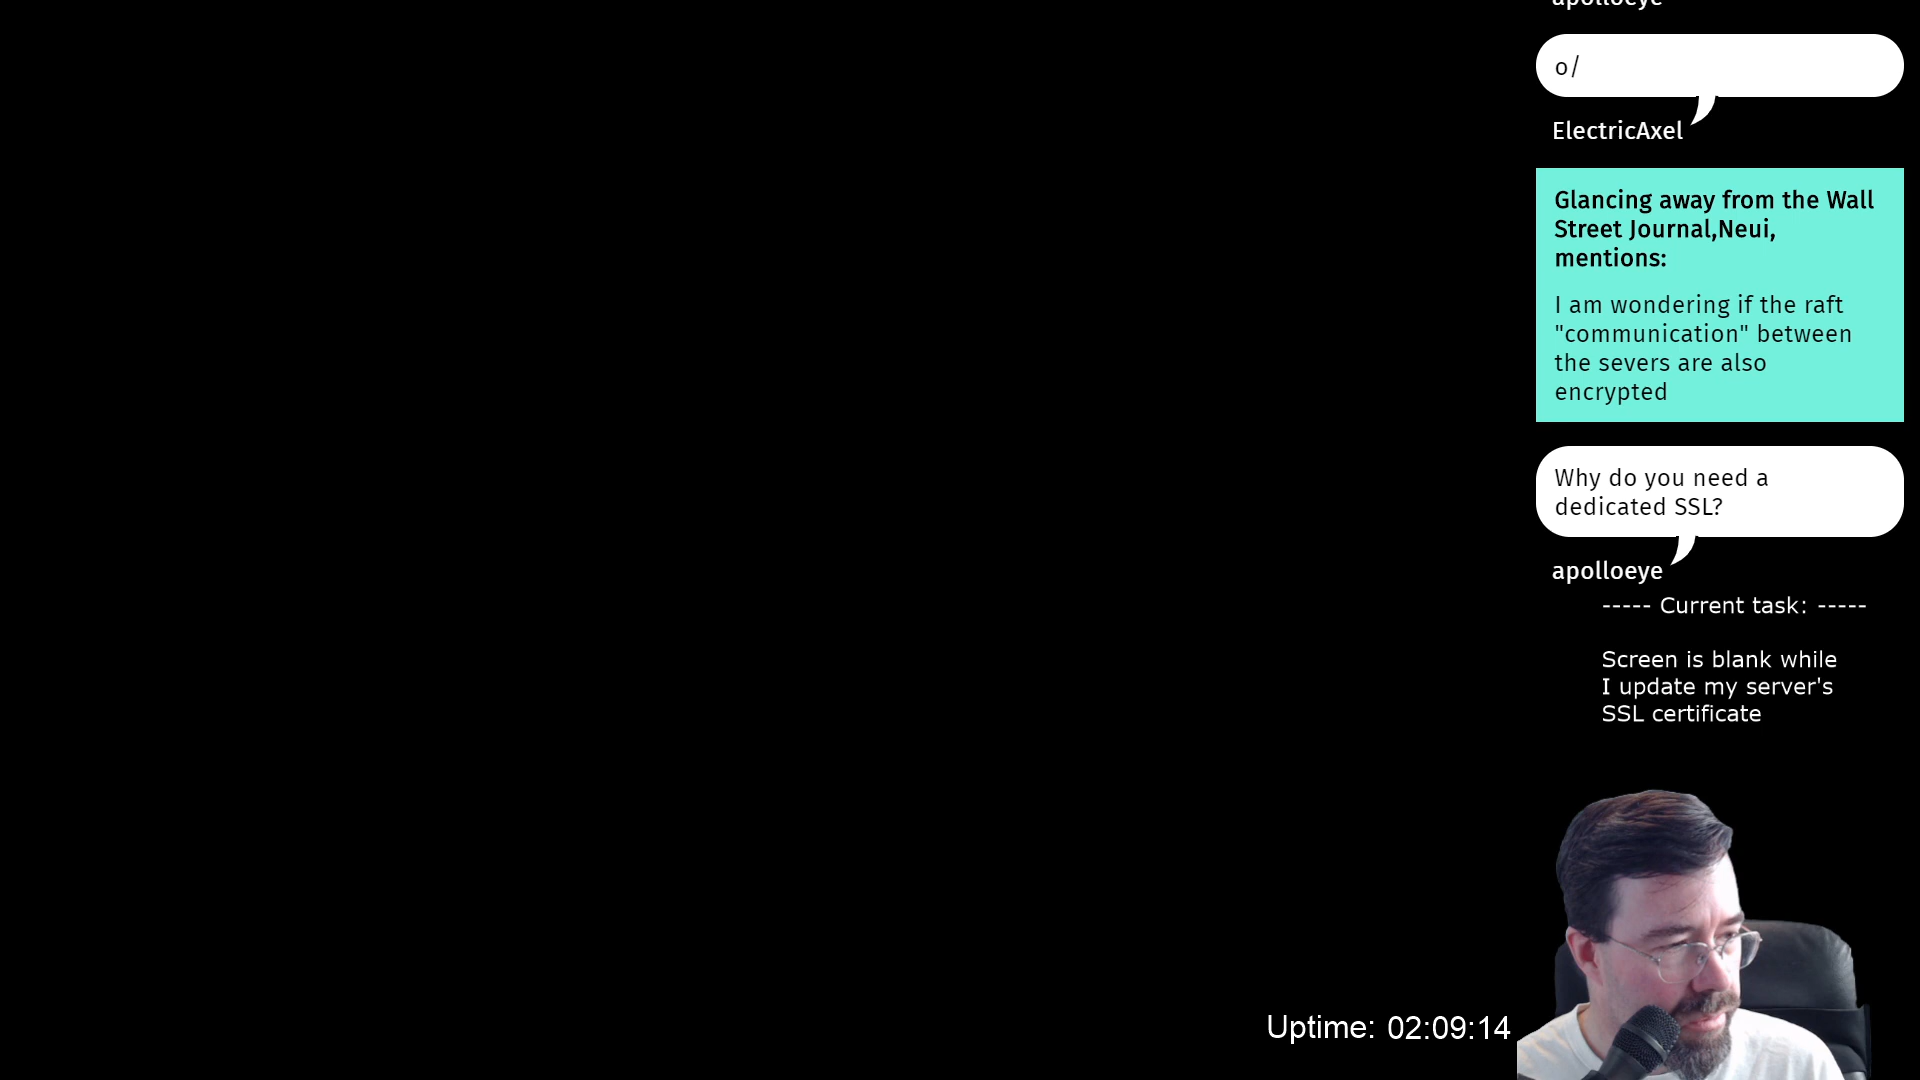 apolloeye
o/
ElectricAxel
Glancing away from the Wall
Street Journal,Neui,
mentions:
I am wondering if the raft
"communication" between
the severs are also
encrypted
Why do you need a
dedicated SSL?
apolloeye
----- Current task: -----
Screen is blank while
I update my server's
SSL certificate
Uptime: 02:09:14